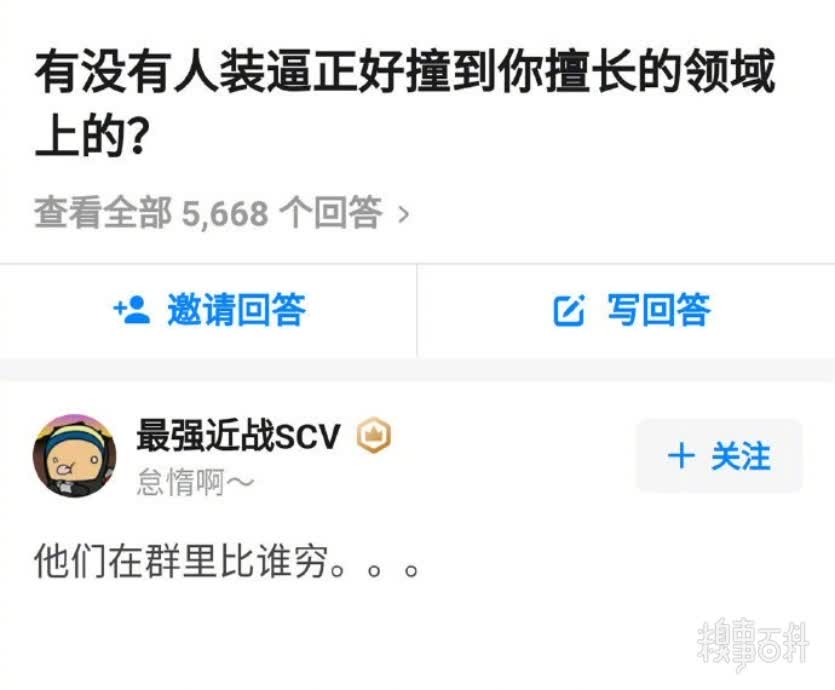 有没有人装逼正好撞到你擅长的领域
上的？
查看全部 5,668 个回答 >
邀请回答
写回答
最强近战SCV
+ 关注
怠惰啊～
他们在群里比谁穷。。。
糗事百科